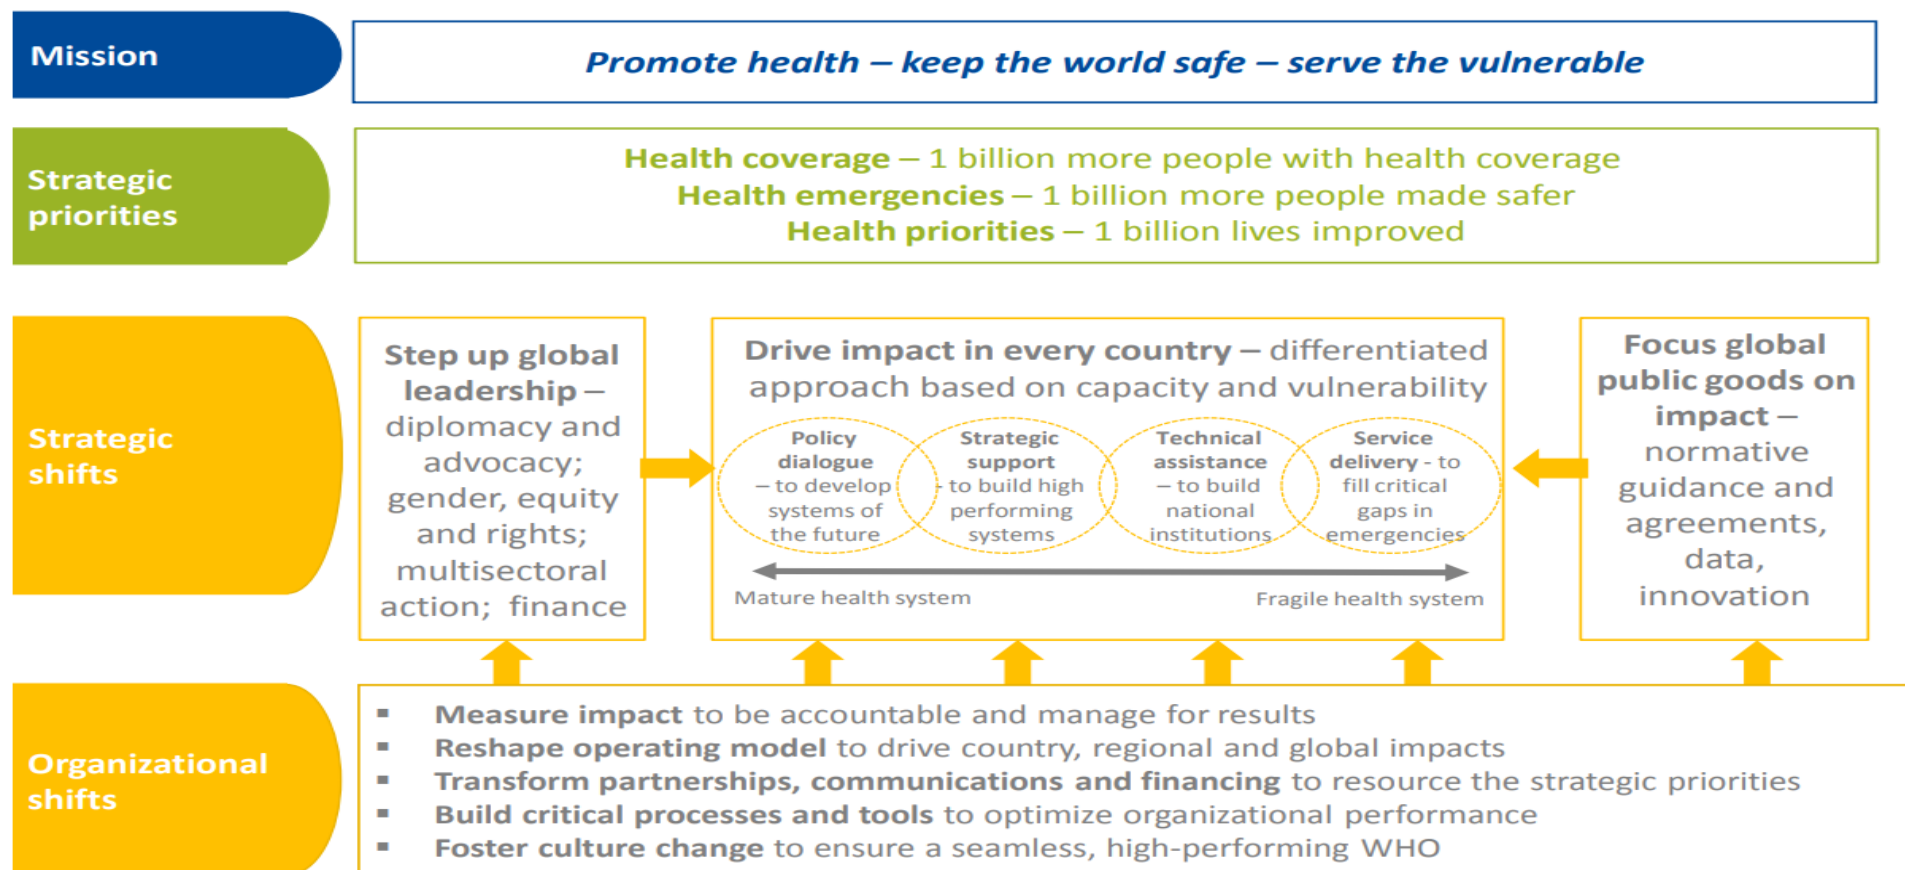 Mission
Promote health – keep the world safe – serve the vulnerable
Strategic
priorities
Health coverage – 1 billion more people with health coverage
Health emergencies – 1 billion more people made safer
Health priorities – 1 billion lives improved
Strategic
shifts
Step up global
leadership –
diplomacy and
advocacy;
gender, equity
and rights;
multisectoral
action; finance
Drive impact in every country – differentiated
approach based on capacity and vulnerability
Policy
dialogue
– to develop
systems of
the future
Strategic
support
- to build high
performing
systems
Technical
assistance
– to build
national
institutions
Service
delivery - to
fill critical
gaps in
emergencies
Mature health system
Fragile health system
Focus global
public goods on
impact –
normative
guidance and
agreements,
data,
innovation
Organizational
shifts
▪ Measure impact to be accountable and manage for results
▪ Reshape operating model to drive country, regional and global impacts
▪ Transform partnerships, communications and financing to resource the strategic priorities
▪ Build critical processes and tools to optimize organizational performance
▪ Foster culture change to ensure a seamless, high-performing WHO